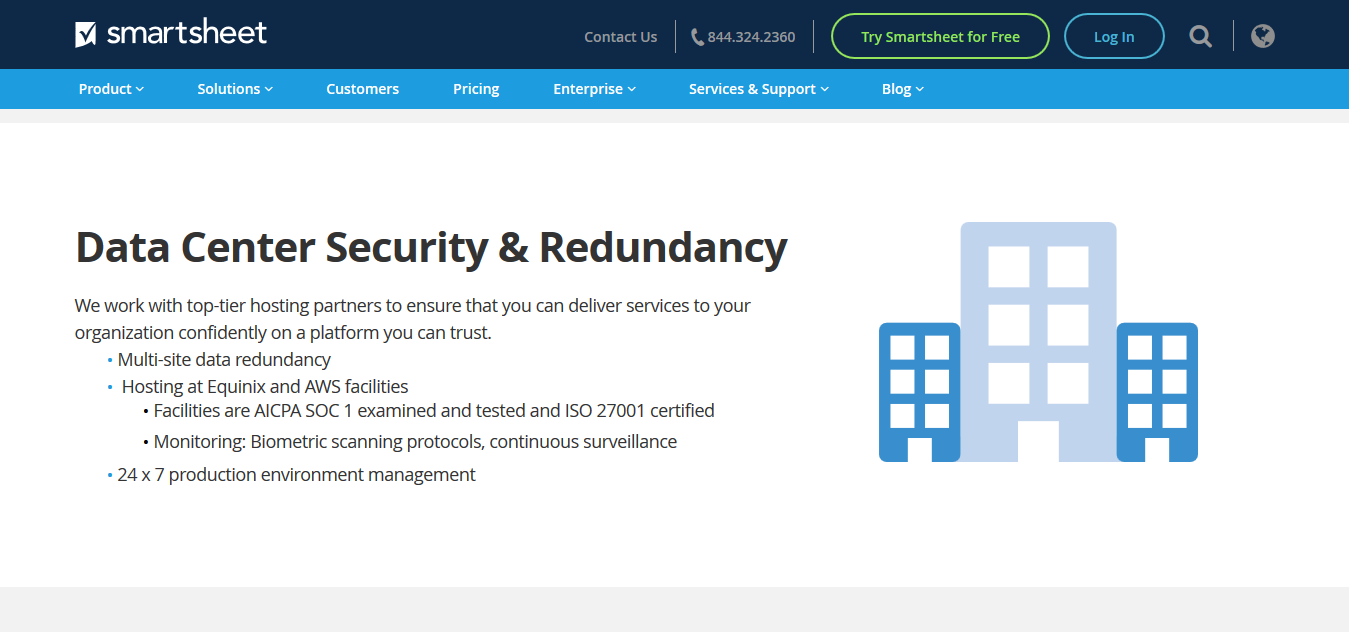 smartsheet
Contact Us
844.324.2360
Try Smartsheet for Free
Log In
Product
Solutions
Customers
Pricing
Enterprise
Services & Support
Blog
Data Center Security & Redundancy
We work with top-tier hosting partners to ensure that you can deliver services to your
organization confidently on a platform you can trust.
• Multi-site data redundancy
• Hosting at Equinix and AWS facilities
• Facilities are AICPA SOC 1 examined and tested and ISO 27001 certified
• Monitoring: Biometric scanning protocols, continuous surveillance
• 24 x 7 production environment management